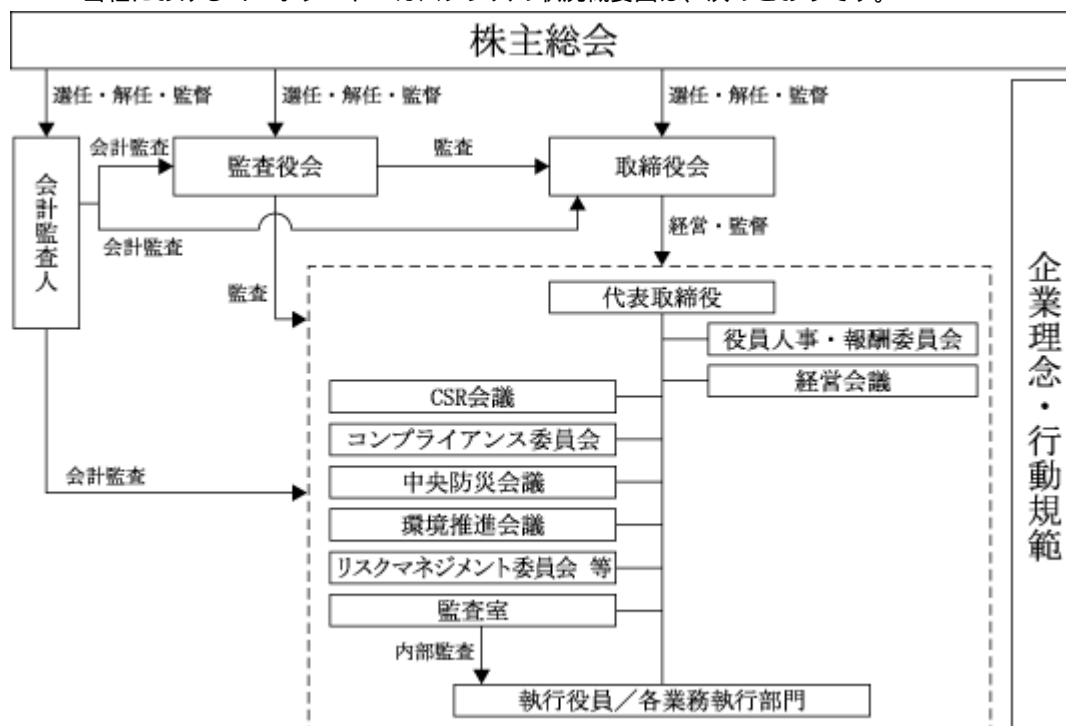 株主総会
選任・解任・監督
選任・解任・監督
選任・解任・監督
会計監査人
会計監査
監査役会
監査
取締役会
会計監査
経営・監督
監査
代表取締役
役員人事・報酬委員会
経営会議
CSR会議
コンプライアンス委員会
中央防災会議
環境推進会議
リスクマネジメント委員会 等
監査室
会計監査
内部監査
執行役員／各業務執行部門
企業理念・行動規範